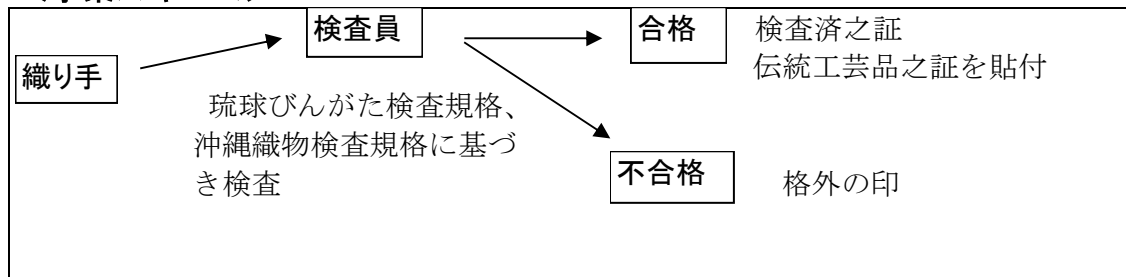 織り手
検査員
合格
検査済之証
伝統工芸品之証を貼付
琉球びんがた検査規格、
沖縄織物検査規格に基づ
き検査
不合格
格外の印